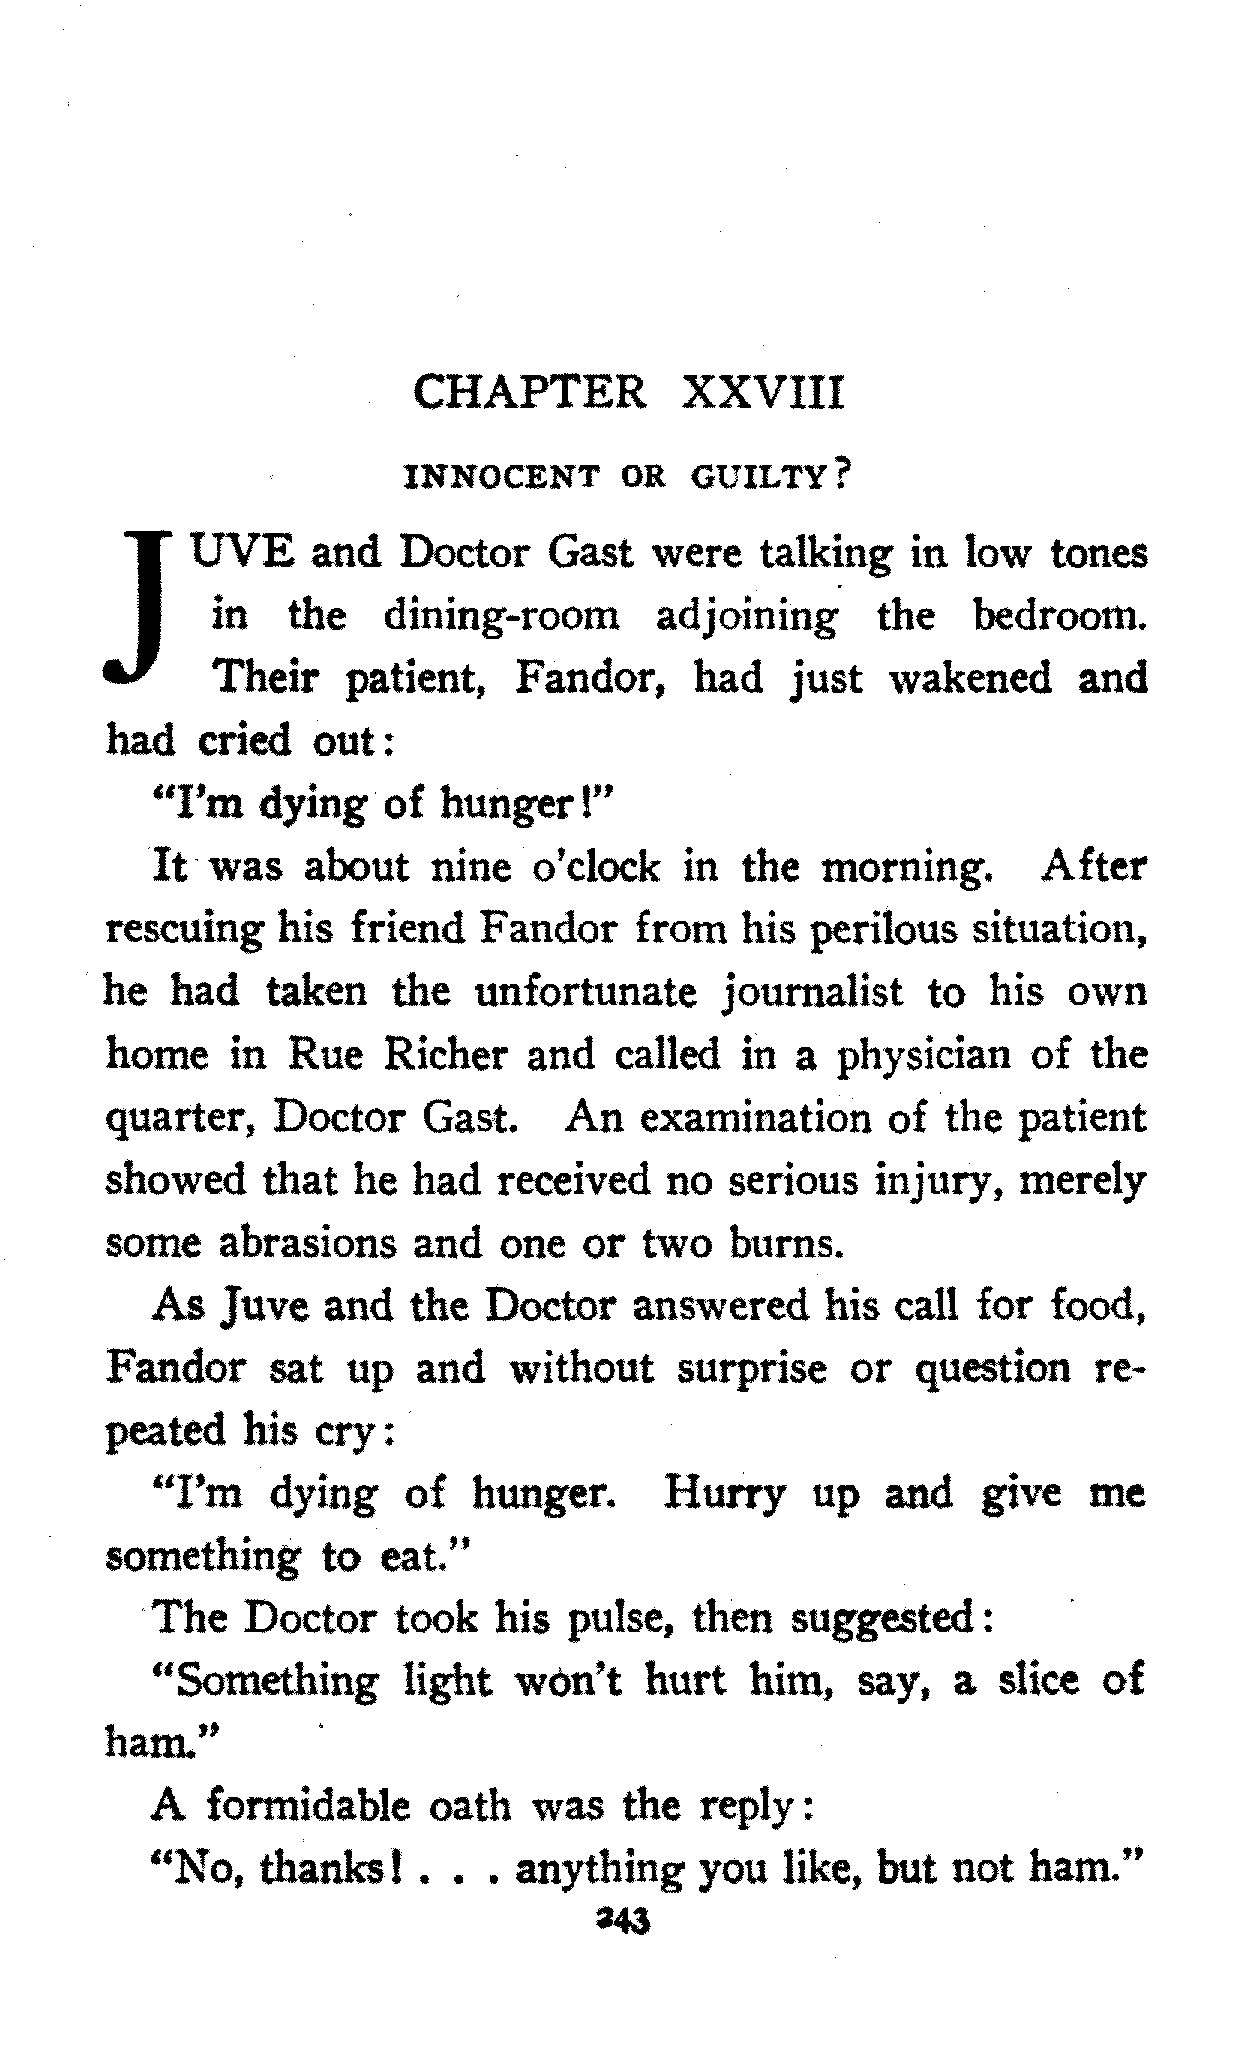 CHAPTER XXVIII
INNOCENT OR GUILTY?
JUVE and Doctor Gast were talking in low tones
in the dining-room adjoining the bedroom.
Their patient, Fandor, had just wakened and
had cried out:
"I'm dying of hunger!"
It was about nine o'clock in the morning. After
rescuing his friend Fandor from his perilous situation,
he had taken the unfortunate journalist to his own
home in Rue Richer and called in a physician of the
quarter, Doctor Gast. An examination of the patient
showed that he had received no serious injury, merely
some abrasions and one or two burns.
As Juve and the Doctor answered his call for food,
Fandor sat up and without surprise or question re-
peated his cry:
"I'm dying of hunger. Hurry up and give me
something to eat."
The Doctor took his pulse, then suggested:
"Something light won't hurt him, say, a slice of
ham."
A formidable oath was the reply:
"No, thanks! . . . anything you like, but not ham."
243